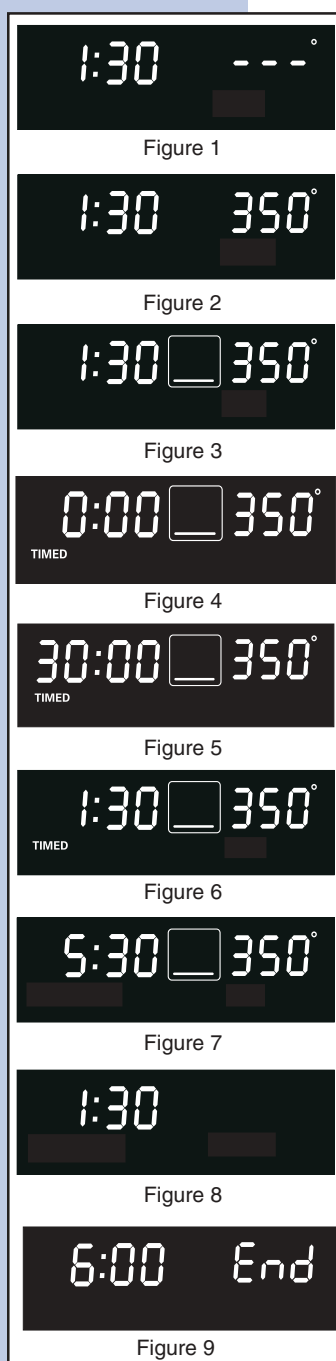 1:30 ---°
Figure 1
1:30 350°
Figure 2
1:30 350°
Figure 3
0:00 350°
TIMED
Figure 4
30:00 350°
TIMED
Figure 5
1:30 350°
TIMED
Figure 6
5:30 350°
Figure 7
1:30
Figure 8
6:00 End
Figure 9